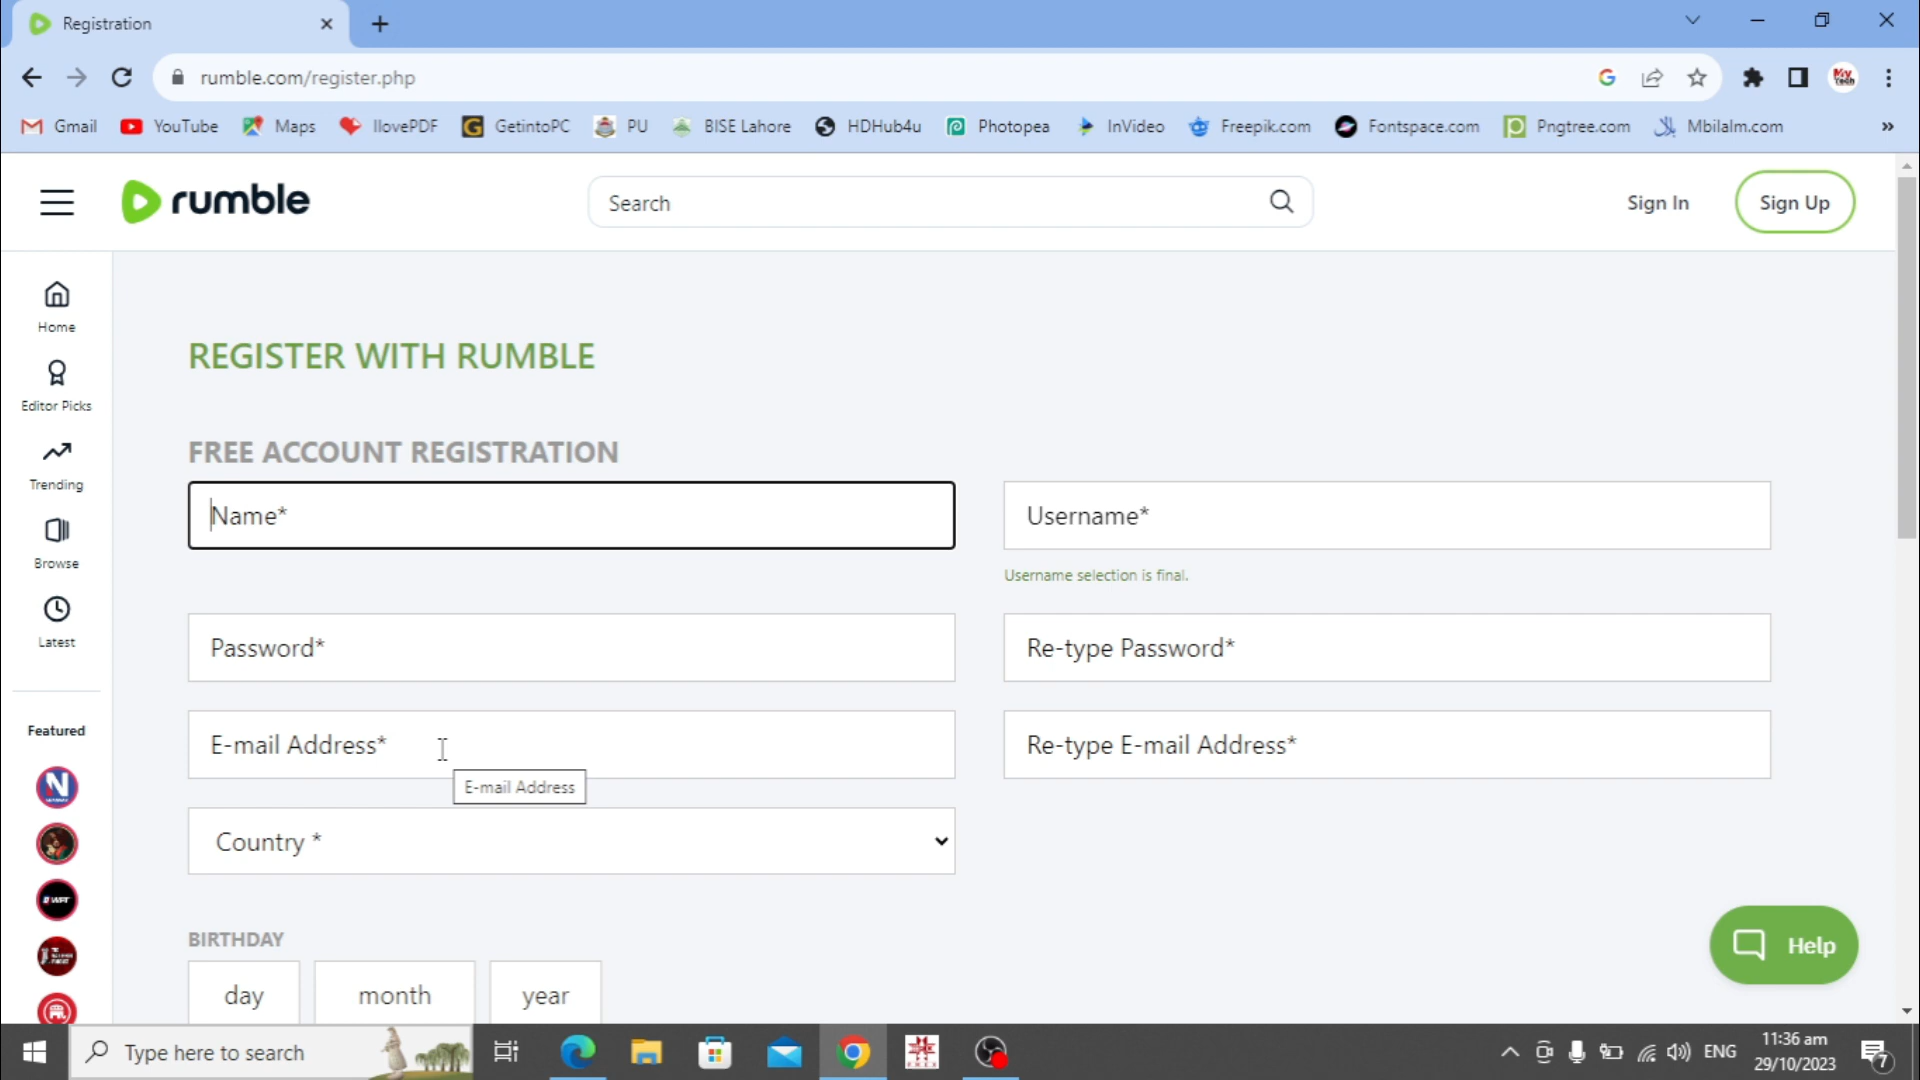 Registration
rumble.com/register.php
Gmail YouTube Maps IlovePDF GetintoPC PU BISE Lahore HDHub4u Photopea InVideo Freepik.com Fontspace.com Pngtree.com Mbilalm.com »
rumble
Search
Sign In
Sign Up
Home
Editor Picks
Trending
Browse
Latest
Featured
REGISTER WITH RUMBLE
FREE ACCOUNT REGISTRATION
Name*
Username*
Username selection is final.
Password*
Re-type Password*
E-mail Address*
Re-type E-mail Address*
E-mail Address
Country *
BIRTHDAY
day month year
Help
Type here to search
ENG
11:36 am
29/10/2023
7